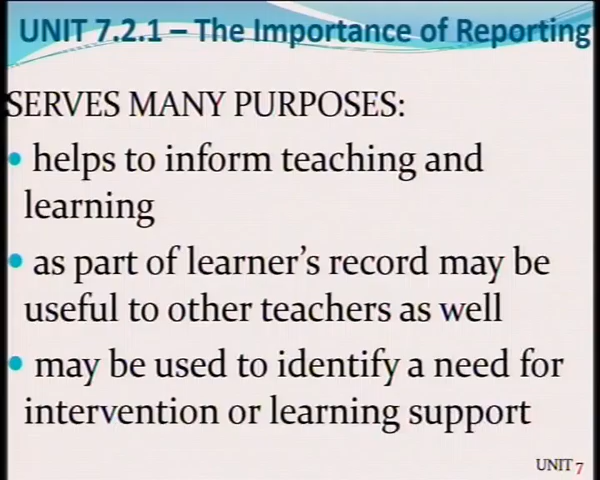 UNIT 7.2.1 – The Importance of Reporting
SERVES MANY PURPOSES:
• helps to inform teaching and
learning
• as part of learner’s record may be
useful to other teachers as well
• may be used to identify a need for
intervention or learning support
UNIT 7